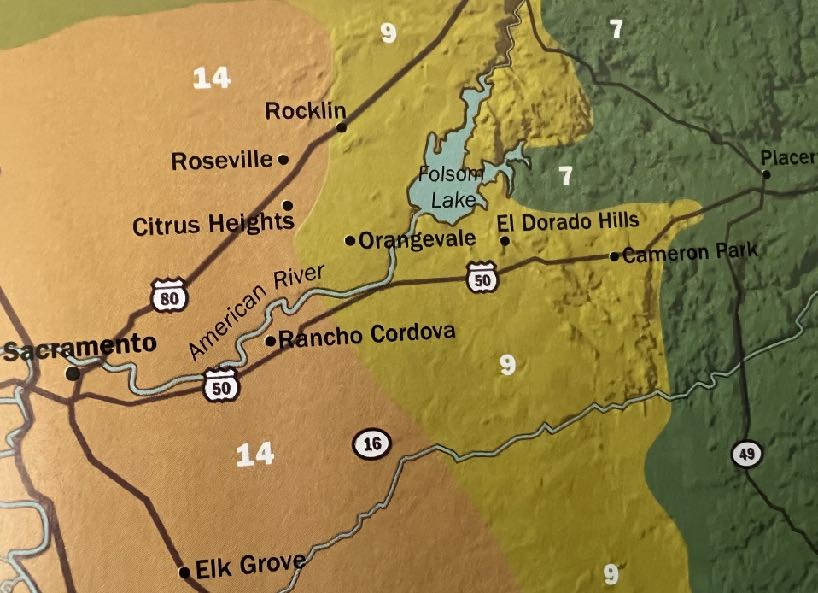 7
9
14
Rocklin
Roseville
Placer
7
Folsom
Lake
Citrus Heights
El Dorado Hills
Orangevale
Cameron Park
80
American River
50
Rancho Cordova
Sacramento
50
9
16
14
49
Elk Grove
9